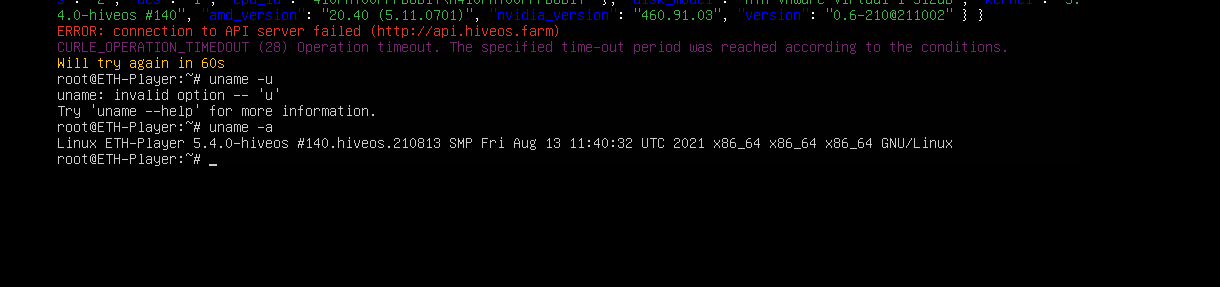 4.0-hiveos #140", "amd_version": "20.40 (5.11.0701)", "nvidia_version": "460.91.03", "version": "0.6-210@211002" } }
ERROR: connection to API server failed (http://api.hiveos.farm)
CURLE_OPERATION_TIMEDOUT (28) Operation timeout. The specified time-out period was reached according to the conditions.
Will try again in 60s
root@ETH-Player:~# uname -u
uname: invalid option -- 'u'
Try 'uname --help' for more information.
root@ETH-Player:~# uname -a
Linux ETH-Player 5.4.0-hiveos #140.hiveos.210813 SMP Fri Aug 13 11:40:32 UTC 2021 x86_64 x86_64 x86_64 GNU/Linux
root@ETH-Player:~# _